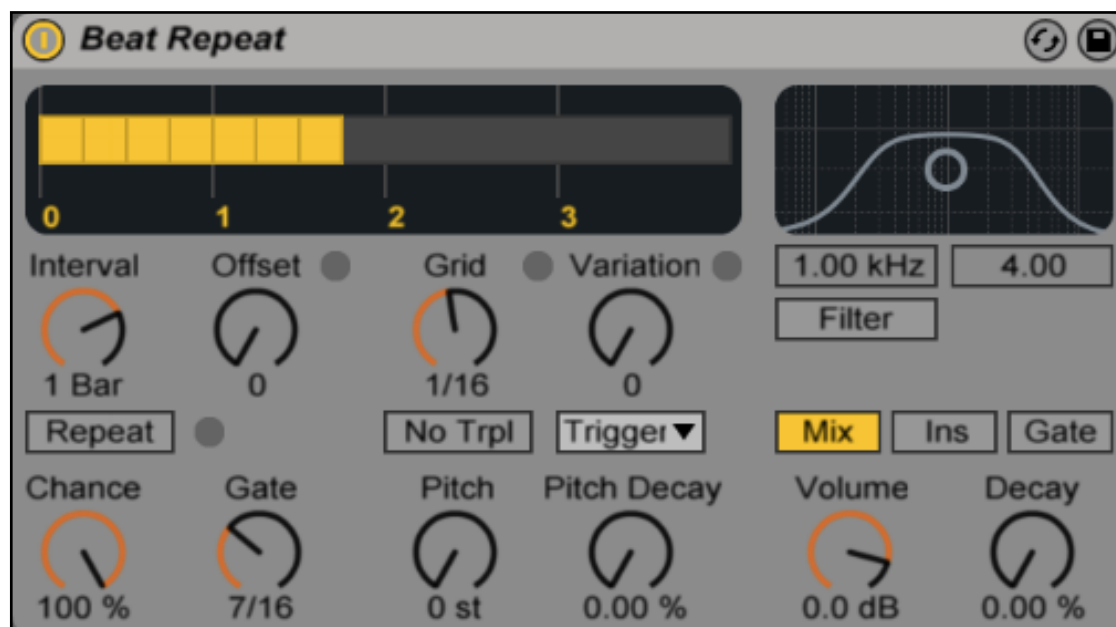 Beat Repeat
0 1 2 3
Interval Offset Grid Variation
1.00 kHz 4.00
Filter
1 Bar 0 1/16 0
Repeat No Trpl Trigger Mix Ins Gate
Chance Gate Pitch Pitch Decay Volume Decay
100 % 7/16 0 st 0.00 % 0.0 dB 0.00 %